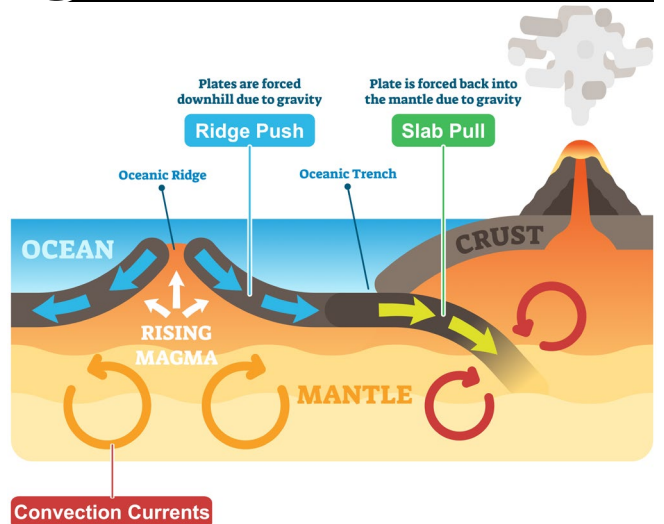 Plates are forced
downhill due to gravity
Ridge Push
Plate is forced back into
the mantle due to gravity
Slab Pull
Oceanic Ridge
Oceanic Trench
OCEAN
CRUST
RISING
MAGMA
MANTLE
Convection Currents